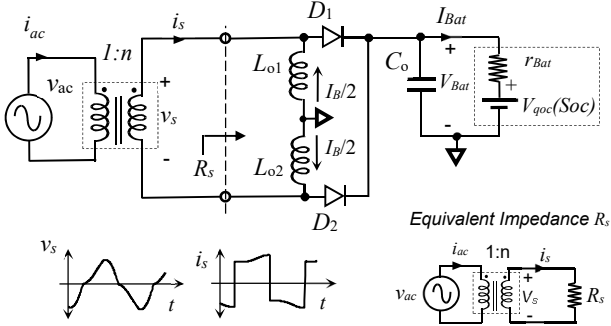 i_ac
1:n
i_s
D_1
I_Bat
v_ac
+
v_s
-
R_s
L_o1
I_B/2
I_B/2
L_o2
D_2
C_o
+
V_Bat
-
r_Bat
+
V_qoc(Soc)
Equivalent Impedance R_s
v_s
t
i_s
t
i_ac
1:n
i_s
v_ac
+
V_s
-
R_s